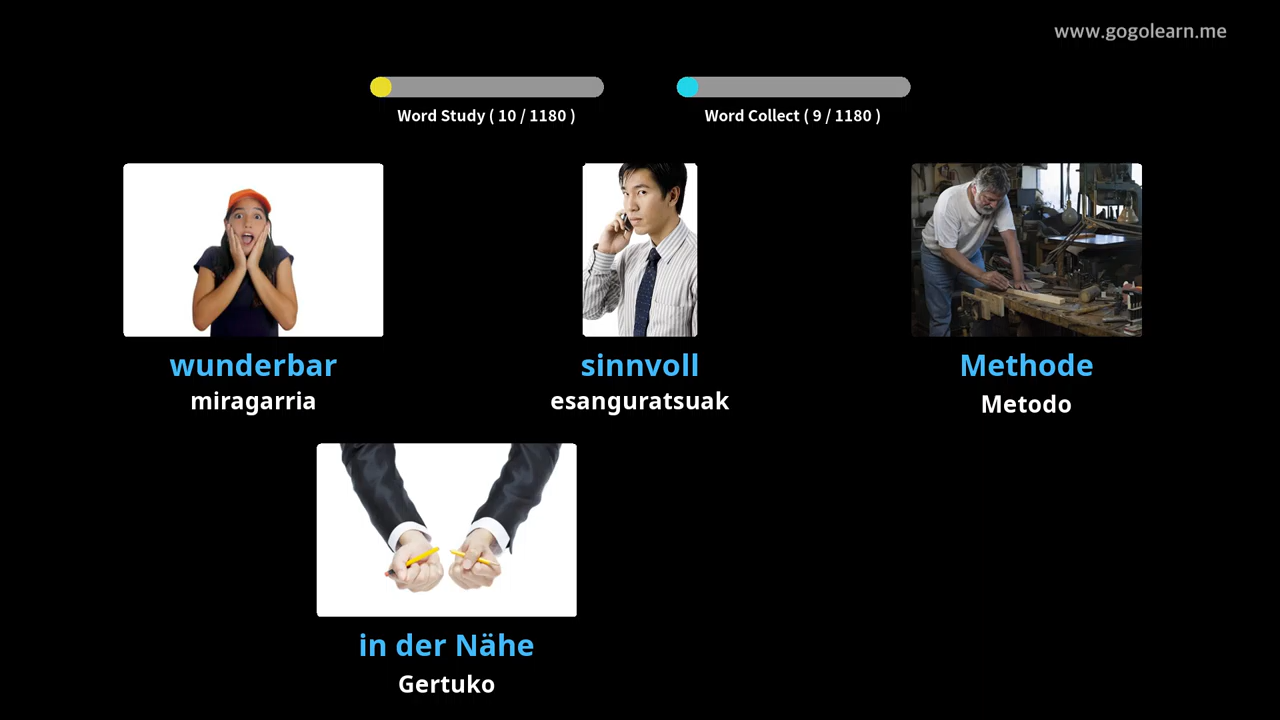 www.gogolearn.me
Word Study ( 10 / 1180 )
Word Collect ( 9 / 1180 )
wunderbar
miragarria
sinnvoll
esanguratsuak
Methode
Metodo
in der Nähe
Gertuko